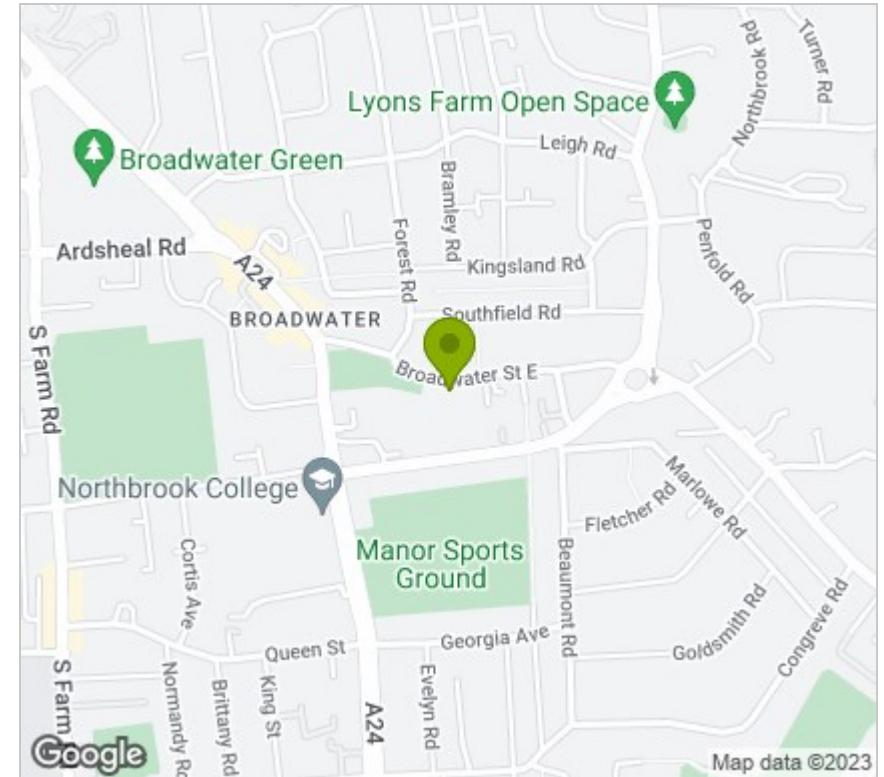 Turner Rd
Northbrook Rd
Lyons Farm Open Space
Leigh Rd
Broadwater Green
Bramley Rd
Forest Rd
Penfold Rd
Ardsheal Rd
A24
Kingsland Rd
BROADWATER
Southfield Rd
S Farm Rd
Broadwater St E
Northbrook College
Marlowe Rd
Fletcher Rd
Manor Sports
Ground
Cortis Ave
Beaumont Rd
Goldsmith Rd
Congreve Rd
Queen St
Georgia Ave
S Farm
Normandy Rd
Brittany Rd
King St
A24
Evelyn Rd
Google
Map data ©2023